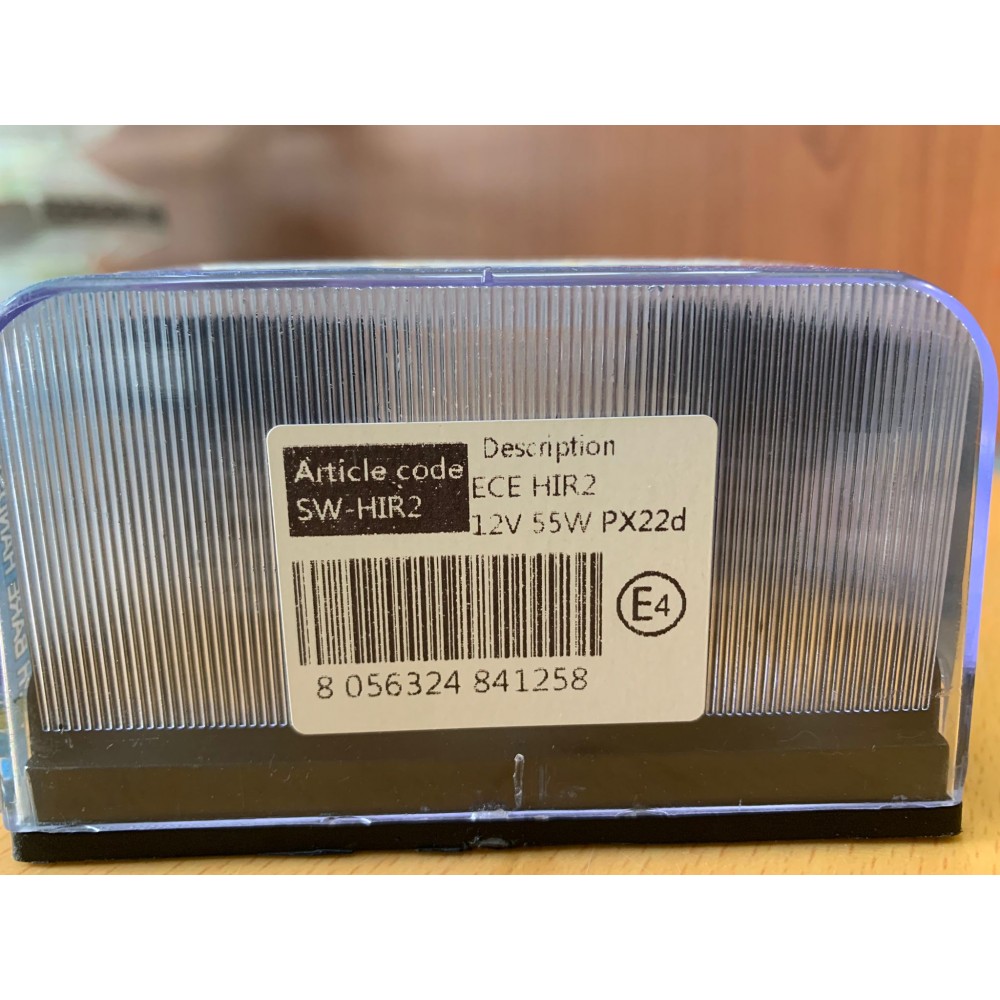 Article code
SW-HIR2
Description
ECE HIR2
12V 55W PX22d
E4
8 056324 841258